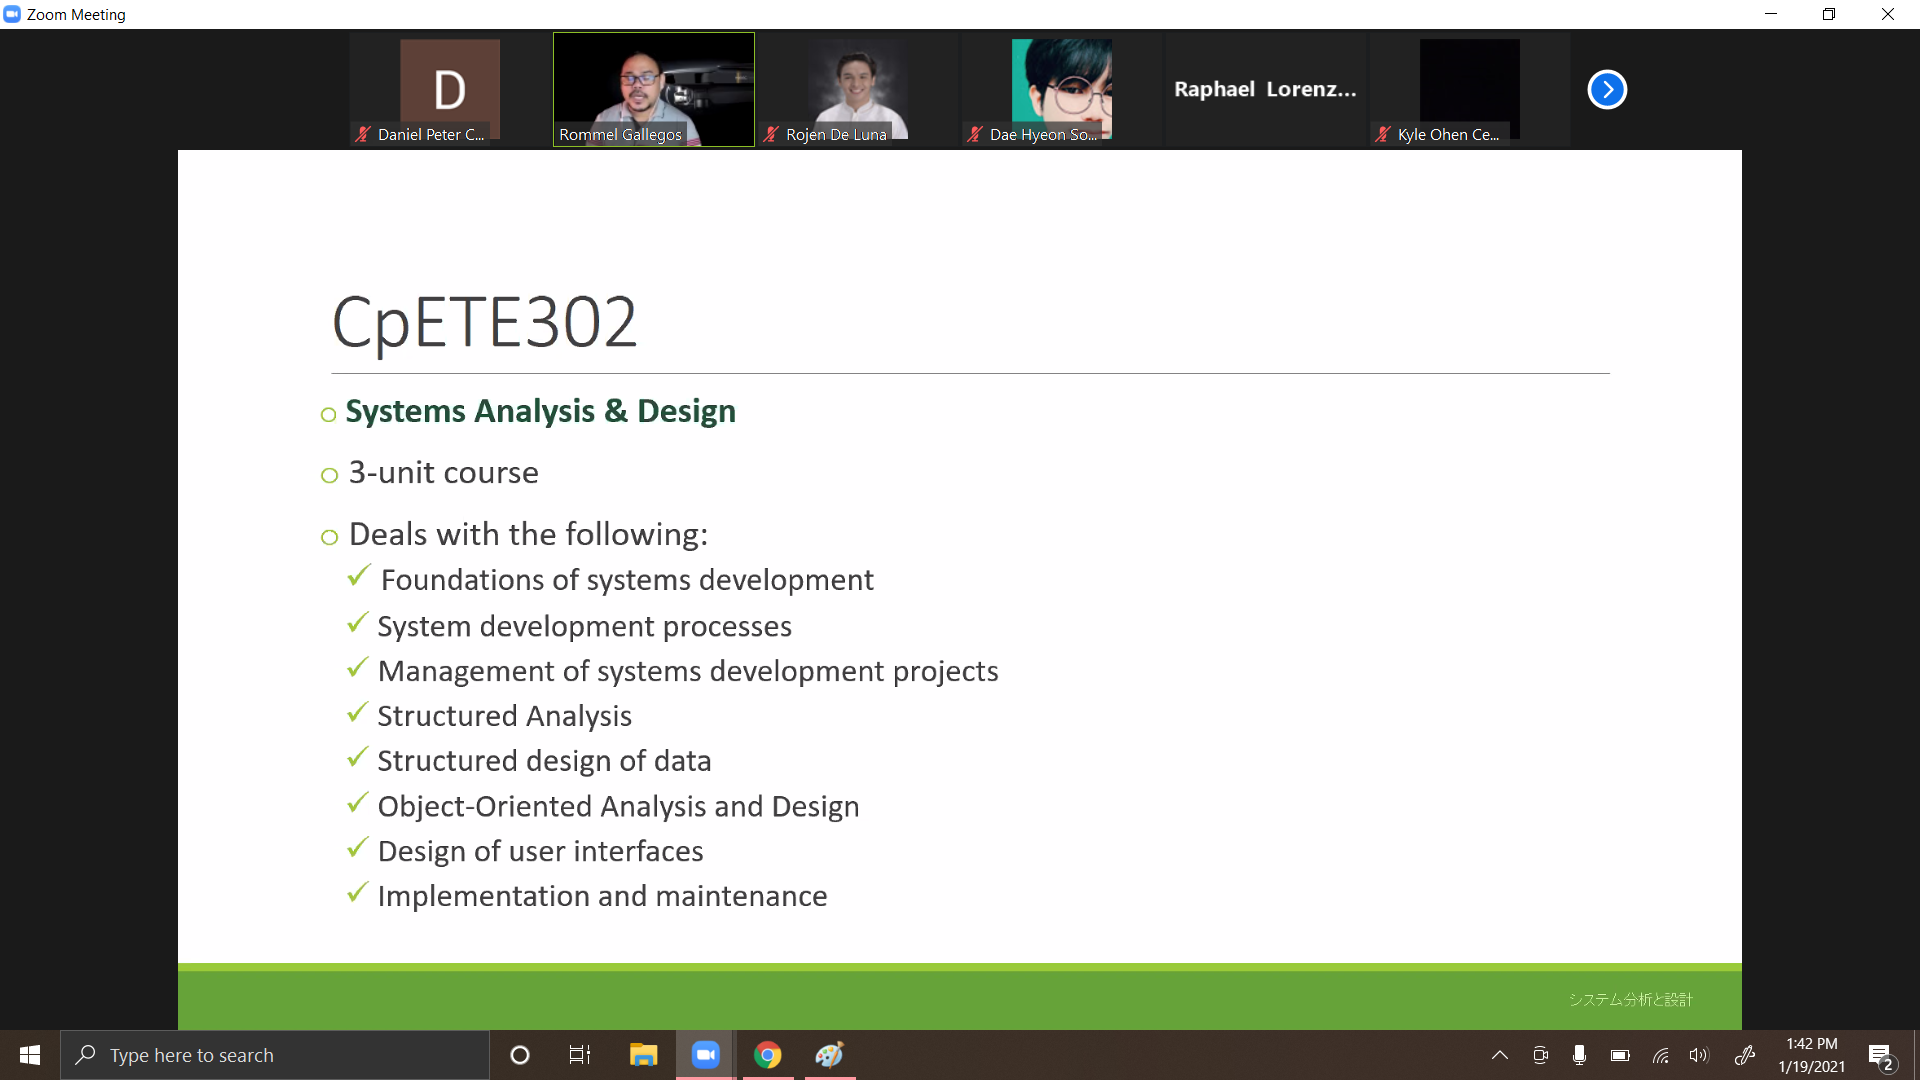 Zoom Meeting
D
Daniel Peter C...
Rommel Gallegos
Rojen De Luna
Dae Hyeon So...
Raphael Lorenz...
Kyle Ohen Ce...
CpETE302
Systems Analysis & Design
3-unit course
Deals with the following:
Foundations of systems development
System development processes
Management of systems development projects
Structured Analysis
Structured design of data
Object-Oriented Analysis and Design
Design of user interfaces
Implementation and maintenance
システム分析と設計
Type here to search
1:42 PM
1/19/2021
2